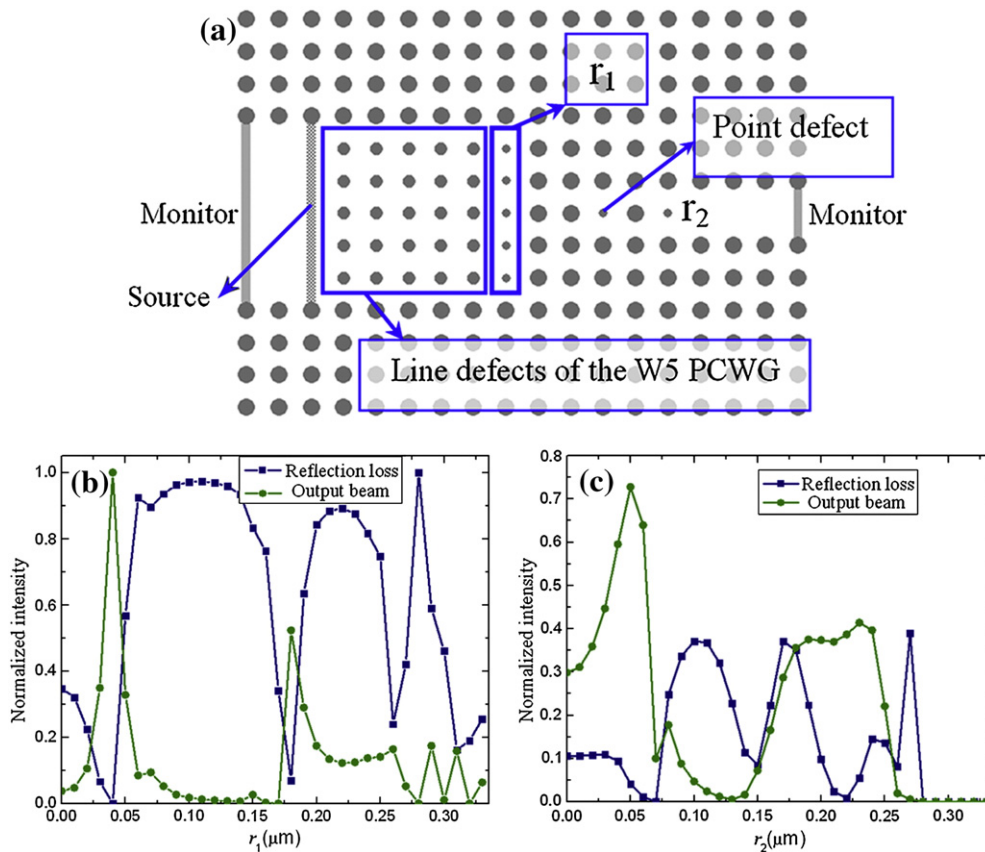 (a)
r1
Point defect
Monitor
r2
Monitor
Source
Line defects of the W5 PCWG
(b)
Reflection loss
Output beam
Normalized intensity
1.0
0.8
0.6
0.4
0.2
0.0
0.00 0.05 0.10 0.15 0.20 0.25 0.30
r1(μm)
(c)
Reflection loss
Output beam
Normalized intensity
0.8
0.7
0.6
0.5
0.4
0.3
0.2
0.1
0.0
0.00 0.05 0.10 0.15 0.20 0.25 0.30
r2(μm)